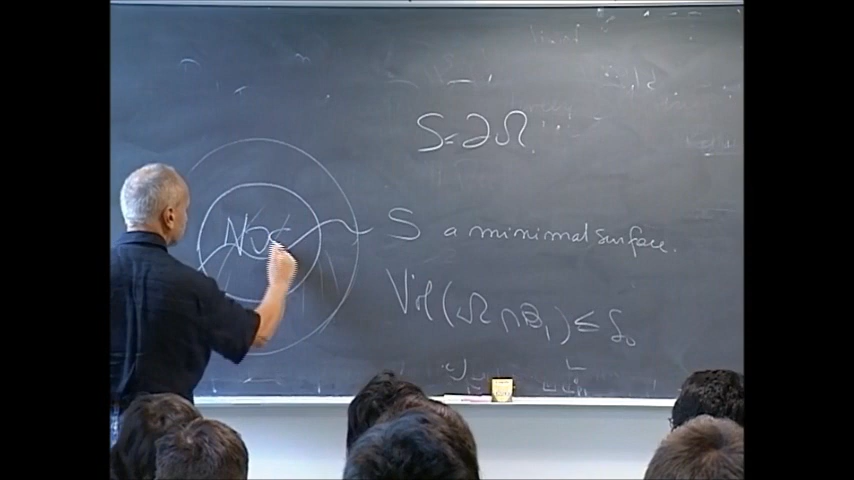 S = ∂Ω
S a minimal surface.
Vol(Ω ∩ B₁) ≤ δ₀